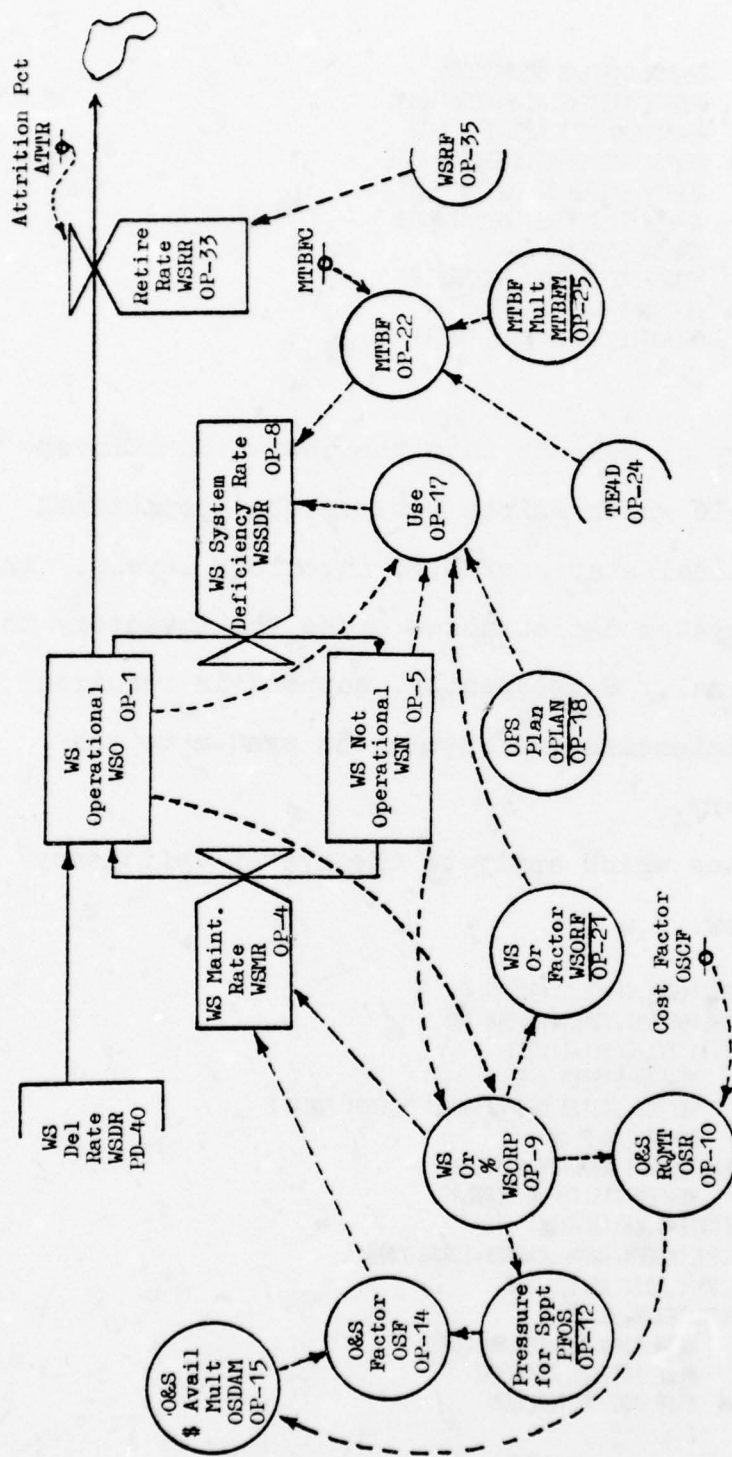 Attrition Pct
ATTR
Retire
Rate
WSRR
OP-33
WSRF
OP-35
MTBFC
MTBF
OP-22
MTBF
Mult
MTBFM
OP-25
TE4D
OP-24
WS System
Deficiency Rate
WSSDR
OP-8
Use
OP-17
OPS
Plan
OPLAN
OP-18
WS
Operational
WSO
OP-1
WS Not
Operational
WSN
OP-5
WS Maint.
Rate
WSMR
OP-4
WS
Or
Factor
WSORF
OP-21
Cost Factor
OSCF
WS
Del
Rate
WSDR
PD-40
WS
Or
%
WSORP
OP-9
O&S
RQMT
OSR
OP-10
O&S
Factor
OSF
OP-14
Pressure
for Sppt
PFOS
OP-12
O&S
$ Avail
Mult
OSDAM
OP-15